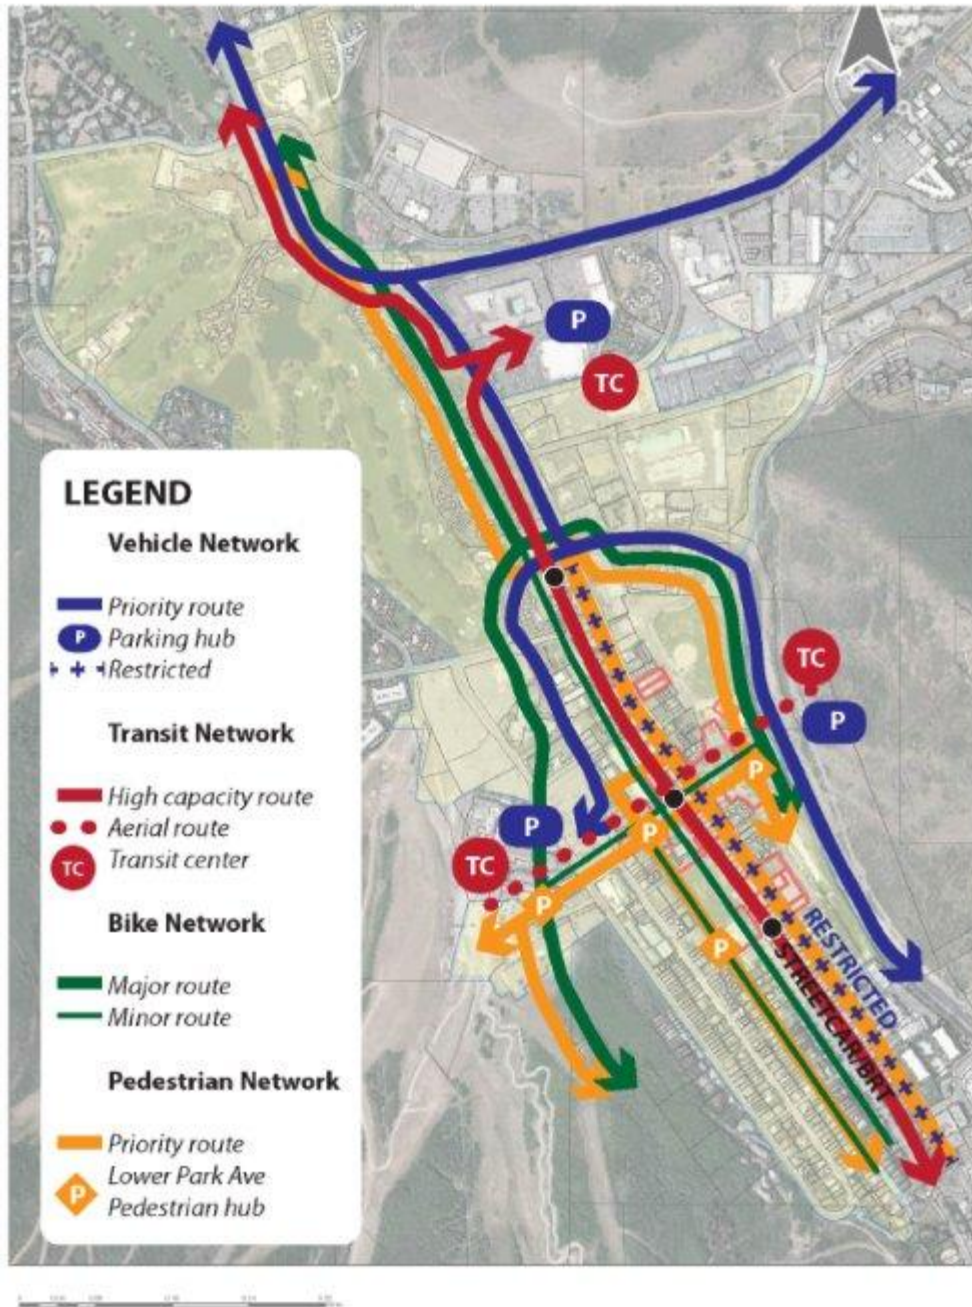 P
TC
LEGEND
Vehicle Network
Priority route
P Parking hub
Restricted
Transit Network
High capacity route
Aerial route
TC Transit center
Bike Network
Major route
Minor route
Pedestrian Network
Priority route
P Lower Park Ave
Pedestrian hub
TC
P
P
P
TC
P
P
P
RESTRICTED
STREETCAR/BRT